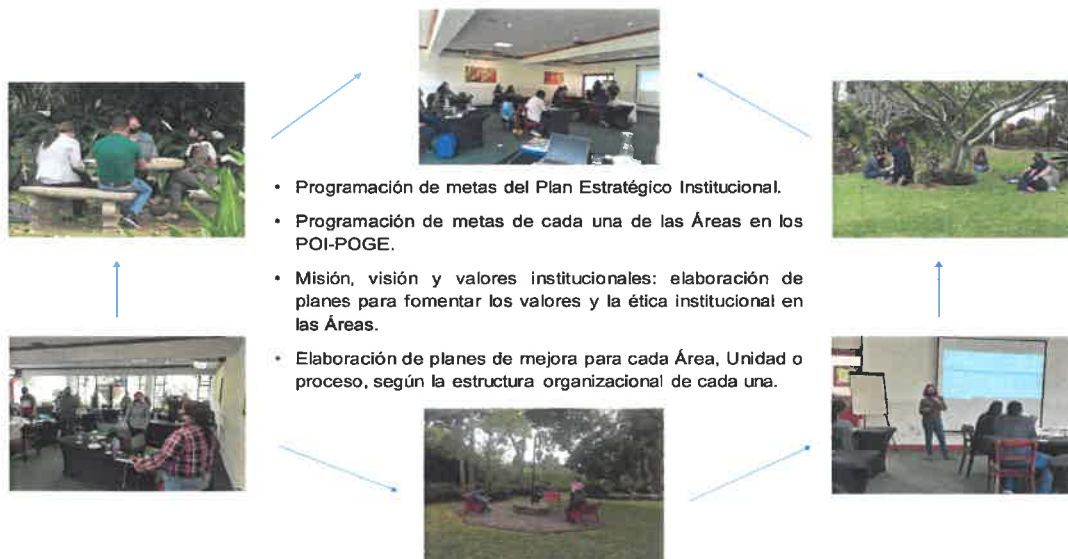 • Programación de metas del Plan Estratégico Institucional.
• Programación de metas de cada una de las Áreas en los
POI-POGE.
• Misión, visión y valores institucionales: elaboración de
planes para fomentar los valores y la ética institucional en
las Áreas.
• Elaboración de planes de mejora para cada Área, Unidad o
proceso, según la estructura organizacional de cada una.